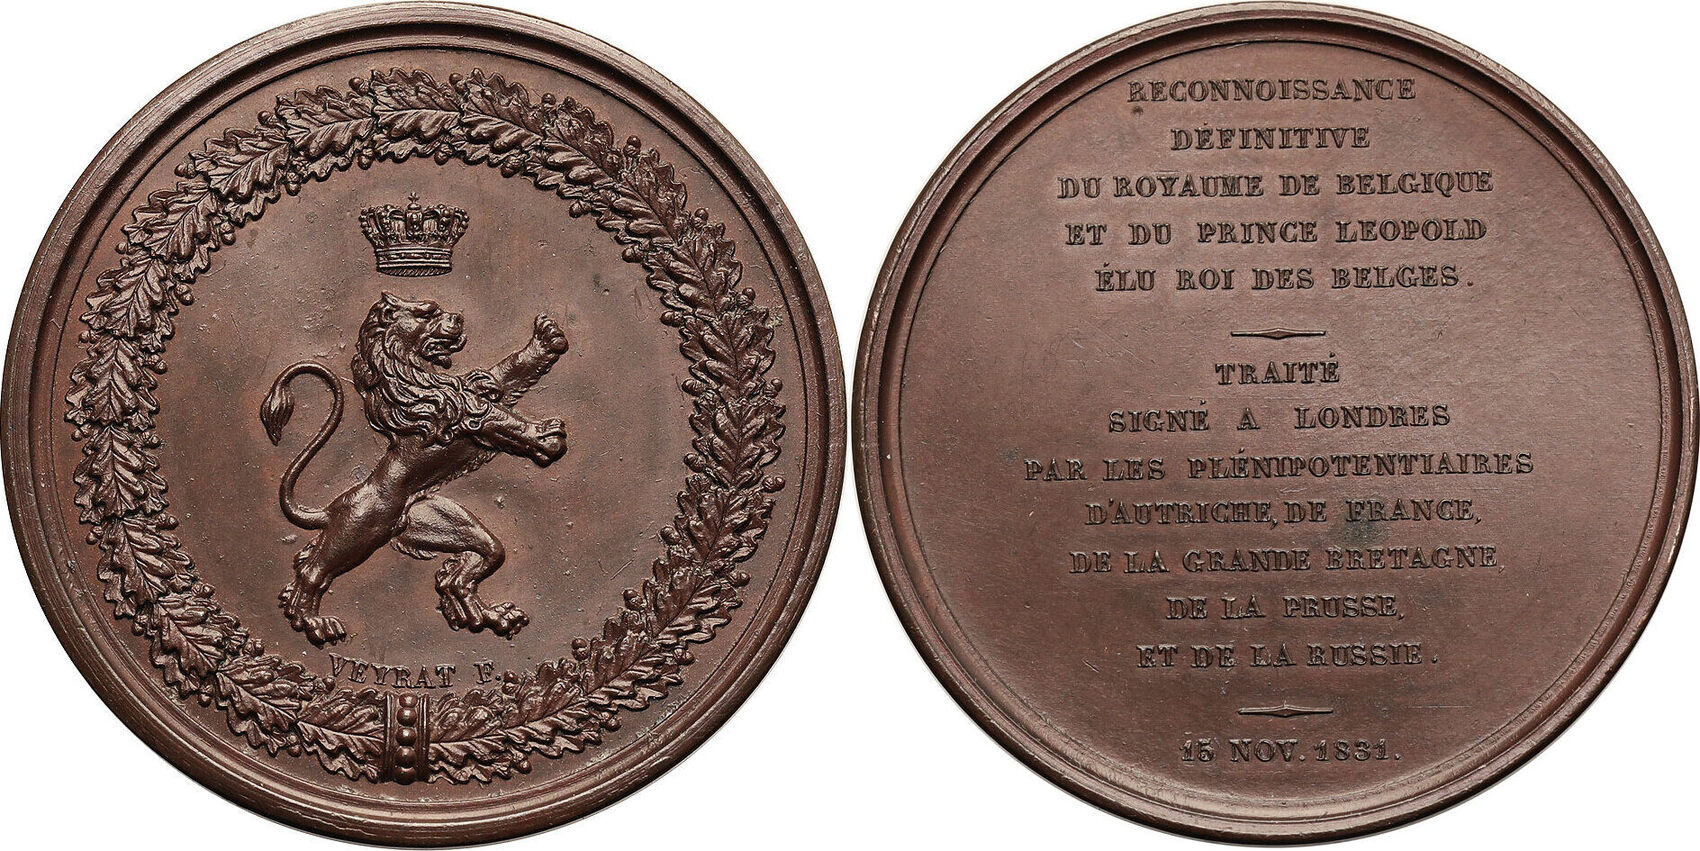 VEYRAT F.
RECONNOISSANCE
DÉFINITIVE
DU ROYAUME DE BELGIQUE
ET DU PRINCE LEOPOLD
ÉLU ROI DES BELGES.
TRAITÉ
SIGNÉ A LONDRES
PAR LES PLÉNIPOTENTIAIRES
D'AUTRICHE, DE FRANCE,
DE LA GRANDE BRETAGNE,
DE LA PRUSSE,
ET DE LA RUSSIE.
15 NOV. 1831.